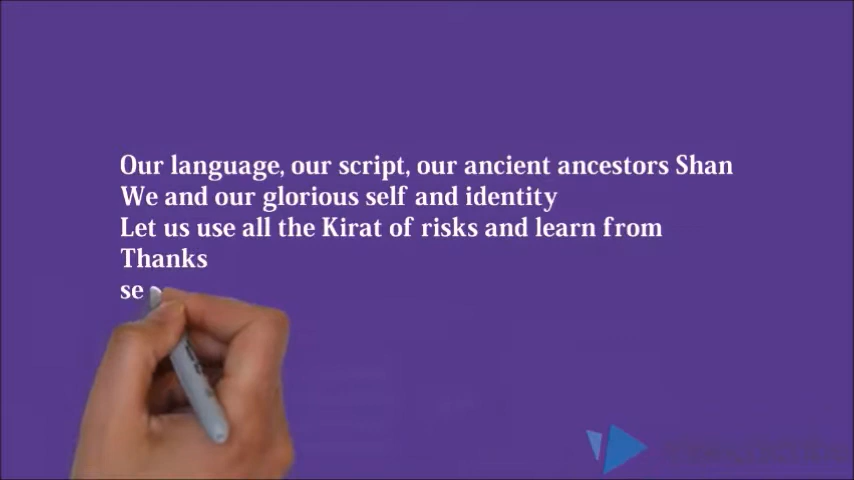 Our language, our script, our ancient ancestors Shan
We and our glorious self and identity
Let us use all the Kirat of risks and learn from
Thanks
se